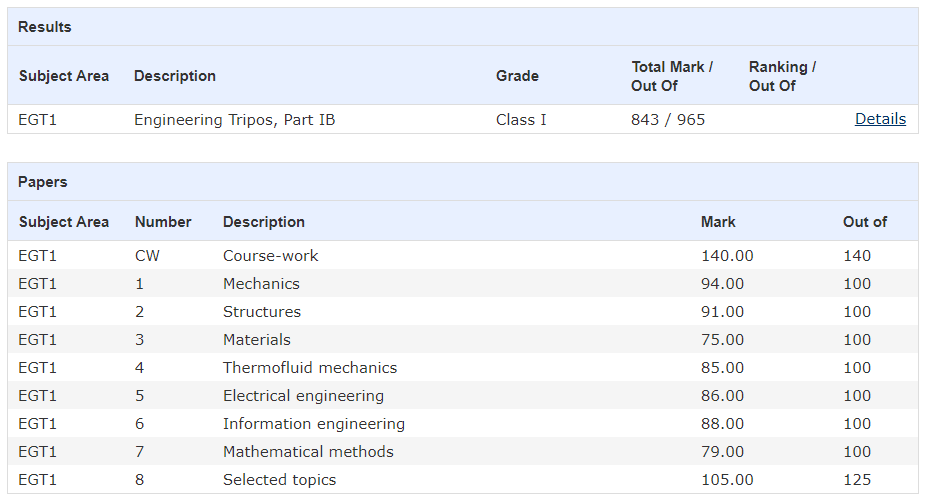 Results
Subject Area Description Grade Total Mark / Out Of Ranking / Out Of
EGT1 Engineering Tripos, Part IB Class I 843 / 965 Details
Papers
Subject Area Number Description Mark Out of
EGT1 CW Course-work 140.00 140
EGT1 1 Mechanics 94.00 100
EGT1 2 Structures 91.00 100
EGT1 3 Materials 75.00 100
EGT1 4 Thermofluid mechanics 85.00 100
EGT1 5 Electrical engineering 86.00 100
EGT1 6 Information engineering 88.00 100
EGT1 7 Mathematical methods 79.00 100
EGT1 8 Selected topics 105.00 125